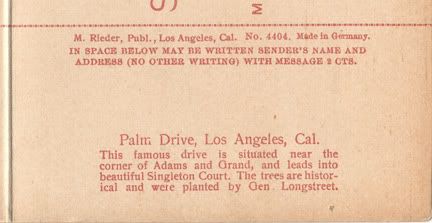 S
M
M. Rieder, Publ., Los Angeles, Cal. No. 4404. Made in Germany.
IN SPACE BELOW MAY BE WRITTEN SENDER'S NAME AND
ADDRESS (NO OTHER WRITING) WITH MESSAGE 2 CTS.
Palm Drive, Los Angeles, Cal.
This famous drive is situated near the
corner of Adams and Grand, and leads into
beautiful Singleton Court. The trees are histor-
ical and were planted by Gen. Longstreet.